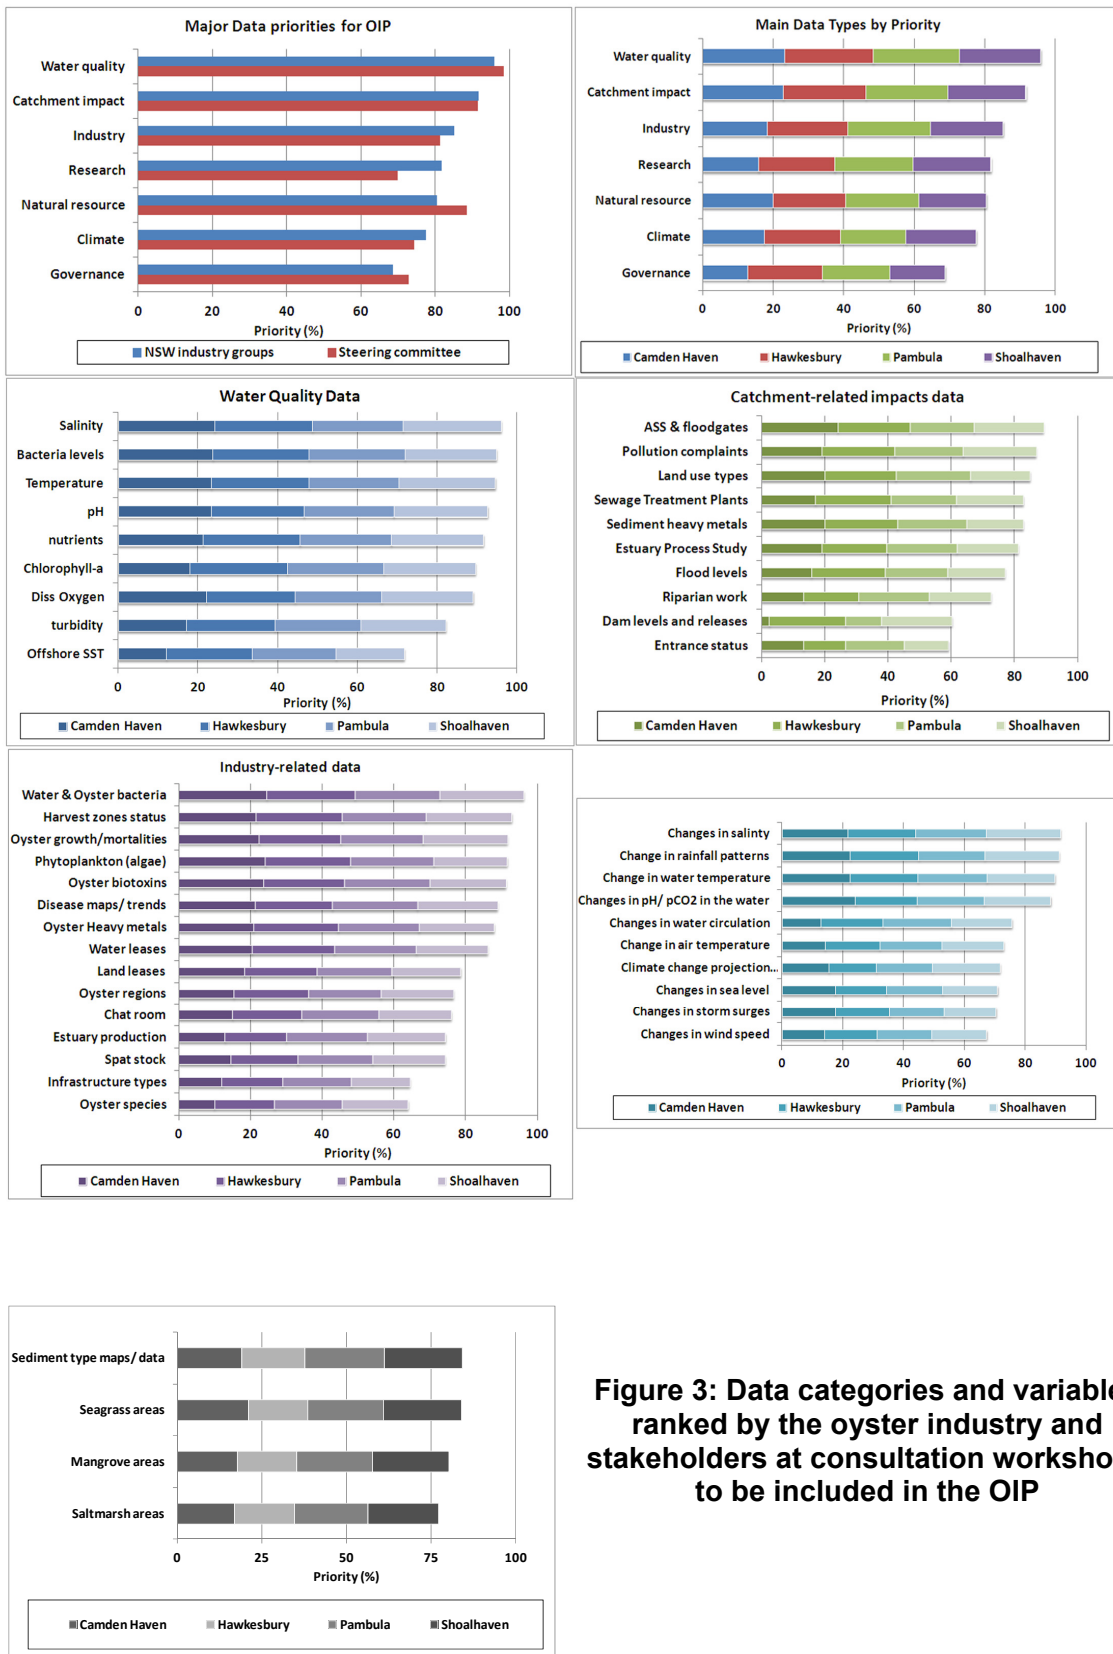 Major Data priorities for OIP
Water quality
Catchment impact
Industry
Research
Natural resource
Climate
Governance
0 20 40 60 80 100
Priority (%)
NSW industry groups Steering committee
Main Data Types by Priority
Water quality
Catchment impact
Industry
Research
Natural resource
Climate
Governance
0 20 40 60 80 100
Priority (%)
Camden Haven Hawkesbury Pambula Shoalhaven
Water Quality Data
Salinity
Bacteria levels
Temperature
pH
nutrients
Chlorophyll-a
Diss Oxygen
turbidity
Offshore SST
0 20 40 60 80 100
Priority (%)
Camden Haven Hawkesbury Pambula Shoalhaven
Catchment-related impacts data
ASS & floodgates
Pollution complaints
Land use types
Sewage Treatment Plants
Sediment heavy metals
Estuary Process Study
Flood levels
Riparian work
Dam levels and releases
Entrance status
0 20 40 60 80 100
Priority (%)
Camden Haven Hawkesbury Pambula Shoalhaven
Industry-related data
Water & Oyster bacteria
Harvest zones status
Oyster growth/mortalities
Phytoplankton (algae)
Oyster biotoxins
Disease maps/ trends
Oyster Heavy metals
Water leases
Land leases
Oyster regions
Chat room
Estuary production
Spat stock
Infrastructure types
Oyster species
0 20 40 60 80 100
Priority (%)
Camden Haven Hawkesbury Pambula Shoalhaven
Changes in salinity
Change in rainfall patterns
Change in water temperature
Changes in pH/ pCO2 in the water
Changes in water circulation
Change in air temperature
Climate change projection...
Changes in sea level
Changes in storm surges
Changes in wind speed
0 20 40 60 80 100
Priority (%)
Camden Haven Hawkesbury Pambula Shoalhaven
Sediment type maps/ data
Seagrass areas
Mangrove areas
Saltmarsh areas
0 25 50 75 100
Priority (%)
Camden Haven Hawkesbury Pambula Shoalhaven
Figure 3: Data categories and variable
ranked by the oyster industry and
stakeholders at consultation worksho
to be included in the OIP